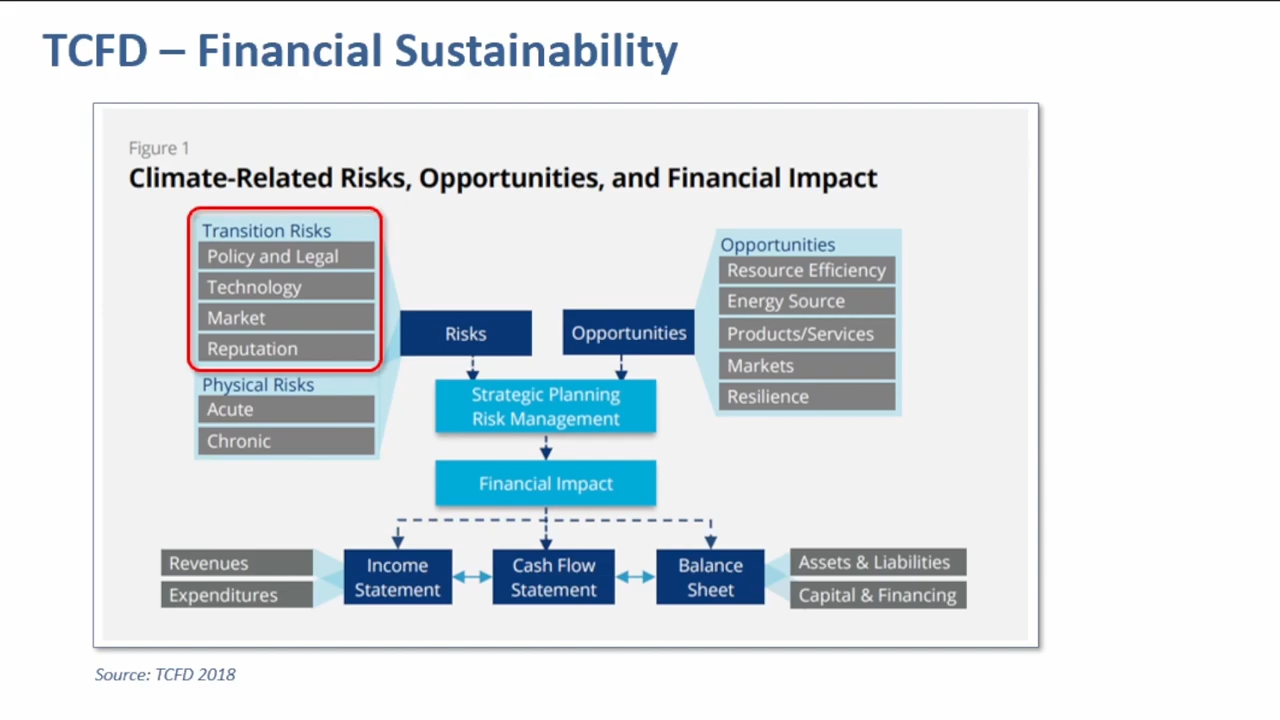 TCFD – Financial Sustainability
Figure 1
Climate-Related Risks, Opportunities, and Financial Impact
Transition Risks
Policy and Legal
Technology
Market
Reputation
Physical Risks
Acute
Chronic
Risks
Opportunities
Opportunities
Resource Efficiency
Energy Source
Products/Services
Markets
Resilience
Strategic Planning
Risk Management
Financial Impact
Revenues
Expenditures
Income
Statement
Cash Flow
Statement
Balance
Sheet
Assets & Liabilities
Capital & Financing
Source: TCFD 2018